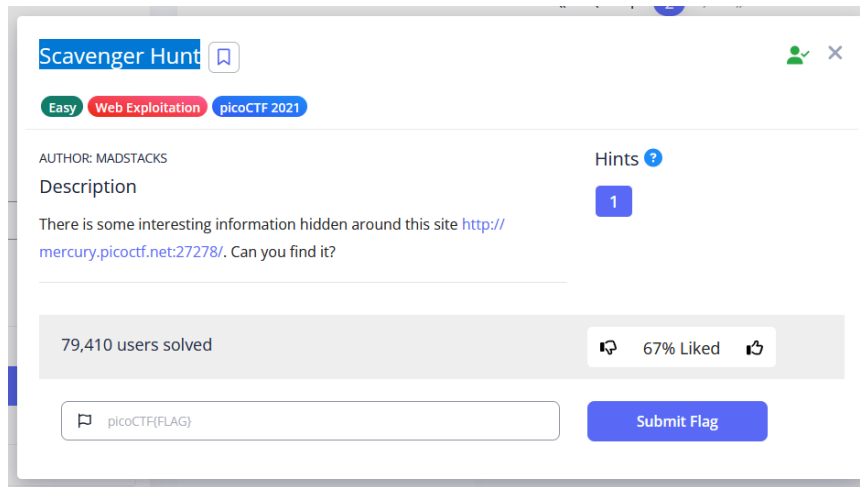 Scavenger Hunt
Easy Web Exploitation picoCTF 2021
AUTHOR: MADSTACKS
Hints ?
Description
1
There is some interesting information hidden around this site http://
mercury.picoctf.net:27278/. Can you find it?
79,410 users solved
67% Liked
picoCTF{FLAG}
Submit Flag